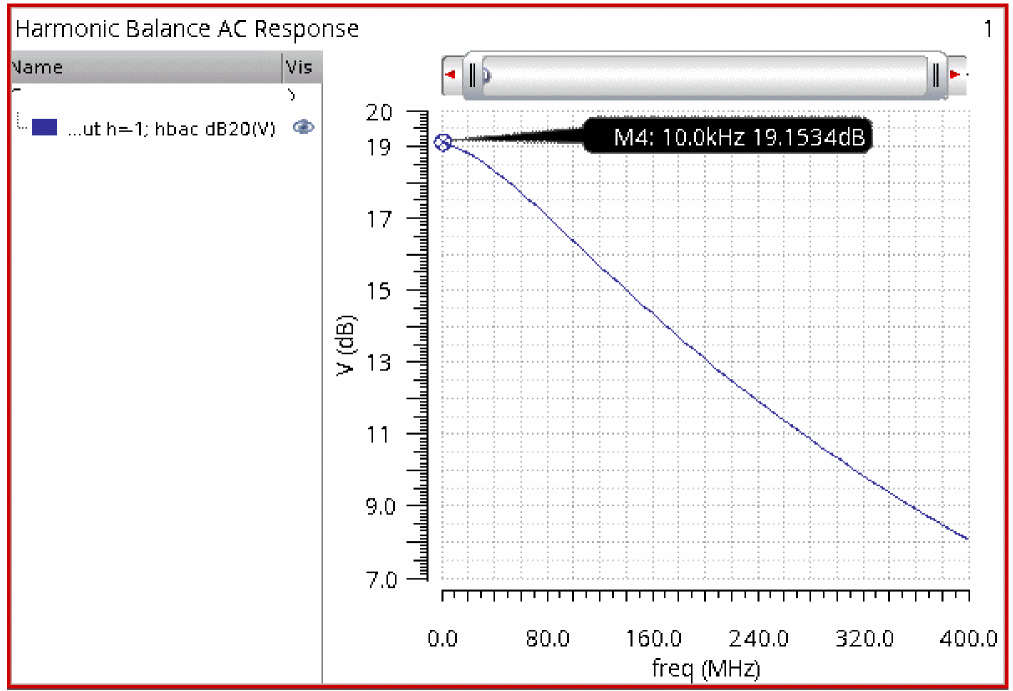 Harmonic Balance AC Response
1
Name Vis
...ut h=-1; hbac dB20(V)
M4: 10.0kHz 19.1534dB
V (dB)
20
19
17
15
13
11
9.0
7.0
0.0 80.0 160.0 240.0 320.0 400.0
freq (MHz)